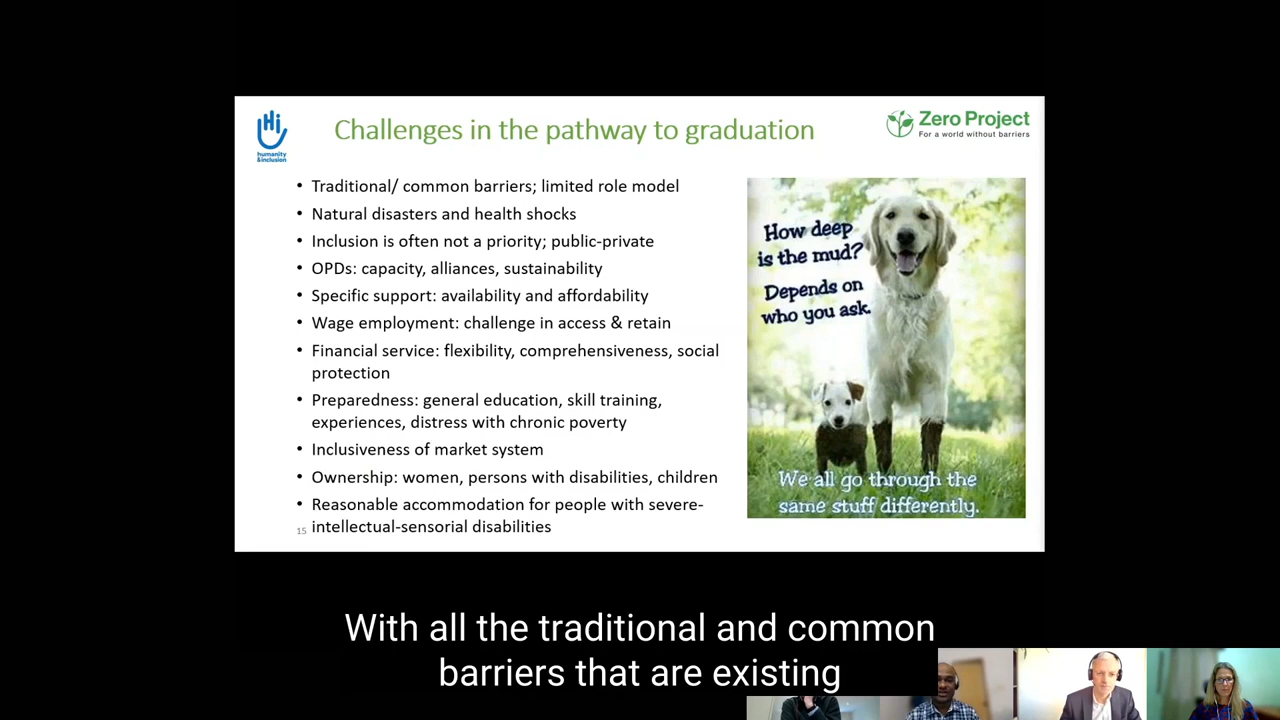 Hi
humanity
&inclusion
Challenges in the pathway to graduation
Zero Project
For a world without barriers
• Traditional/ common barriers; limited role model
• Natural disasters and health shocks
• Inclusion is often not a priority; public-private
• OPDs: capacity, alliances, sustainability
• Specific support: availability and affordability
• Wage employment: challenge in access & retain
• Financial service: flexibility, comprehensiveness, social
protection
• Preparedness: general education, skill training,
experiences, distress with chronic poverty
• Inclusiveness of market system
• Ownership: women, persons with disabilities, children
• Reasonable accommodation for people with severe-
intellectual-sensorial disabilities
15
How deep
is the mud?
Depends on
who you ask.
We all go through the
same stuff differently.
With all the traditional and common
barriers that are existing